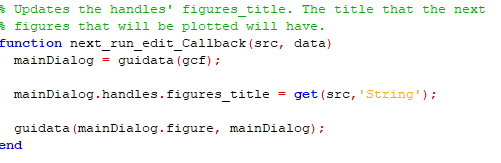 % Updates the handles' figures_title. The title that the next
% figures that will be plotted will have.
function next_run_edit_Callback(src, data)
mainDialog = guidata(gcf);
mainDialog.handles.figures_title = get(src,'String');
guidata(mainDialog.figure, mainDialog);
end